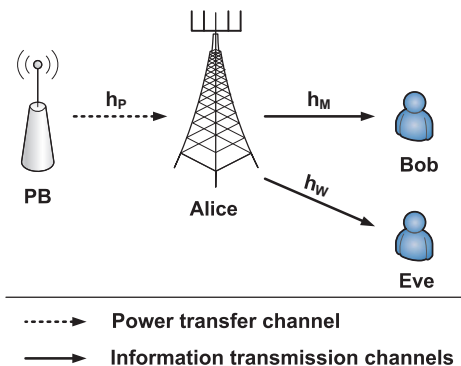 h_P
h_M
h_W
PB
Alice
Bob
Eve
Power transfer channel
Information transmission channels